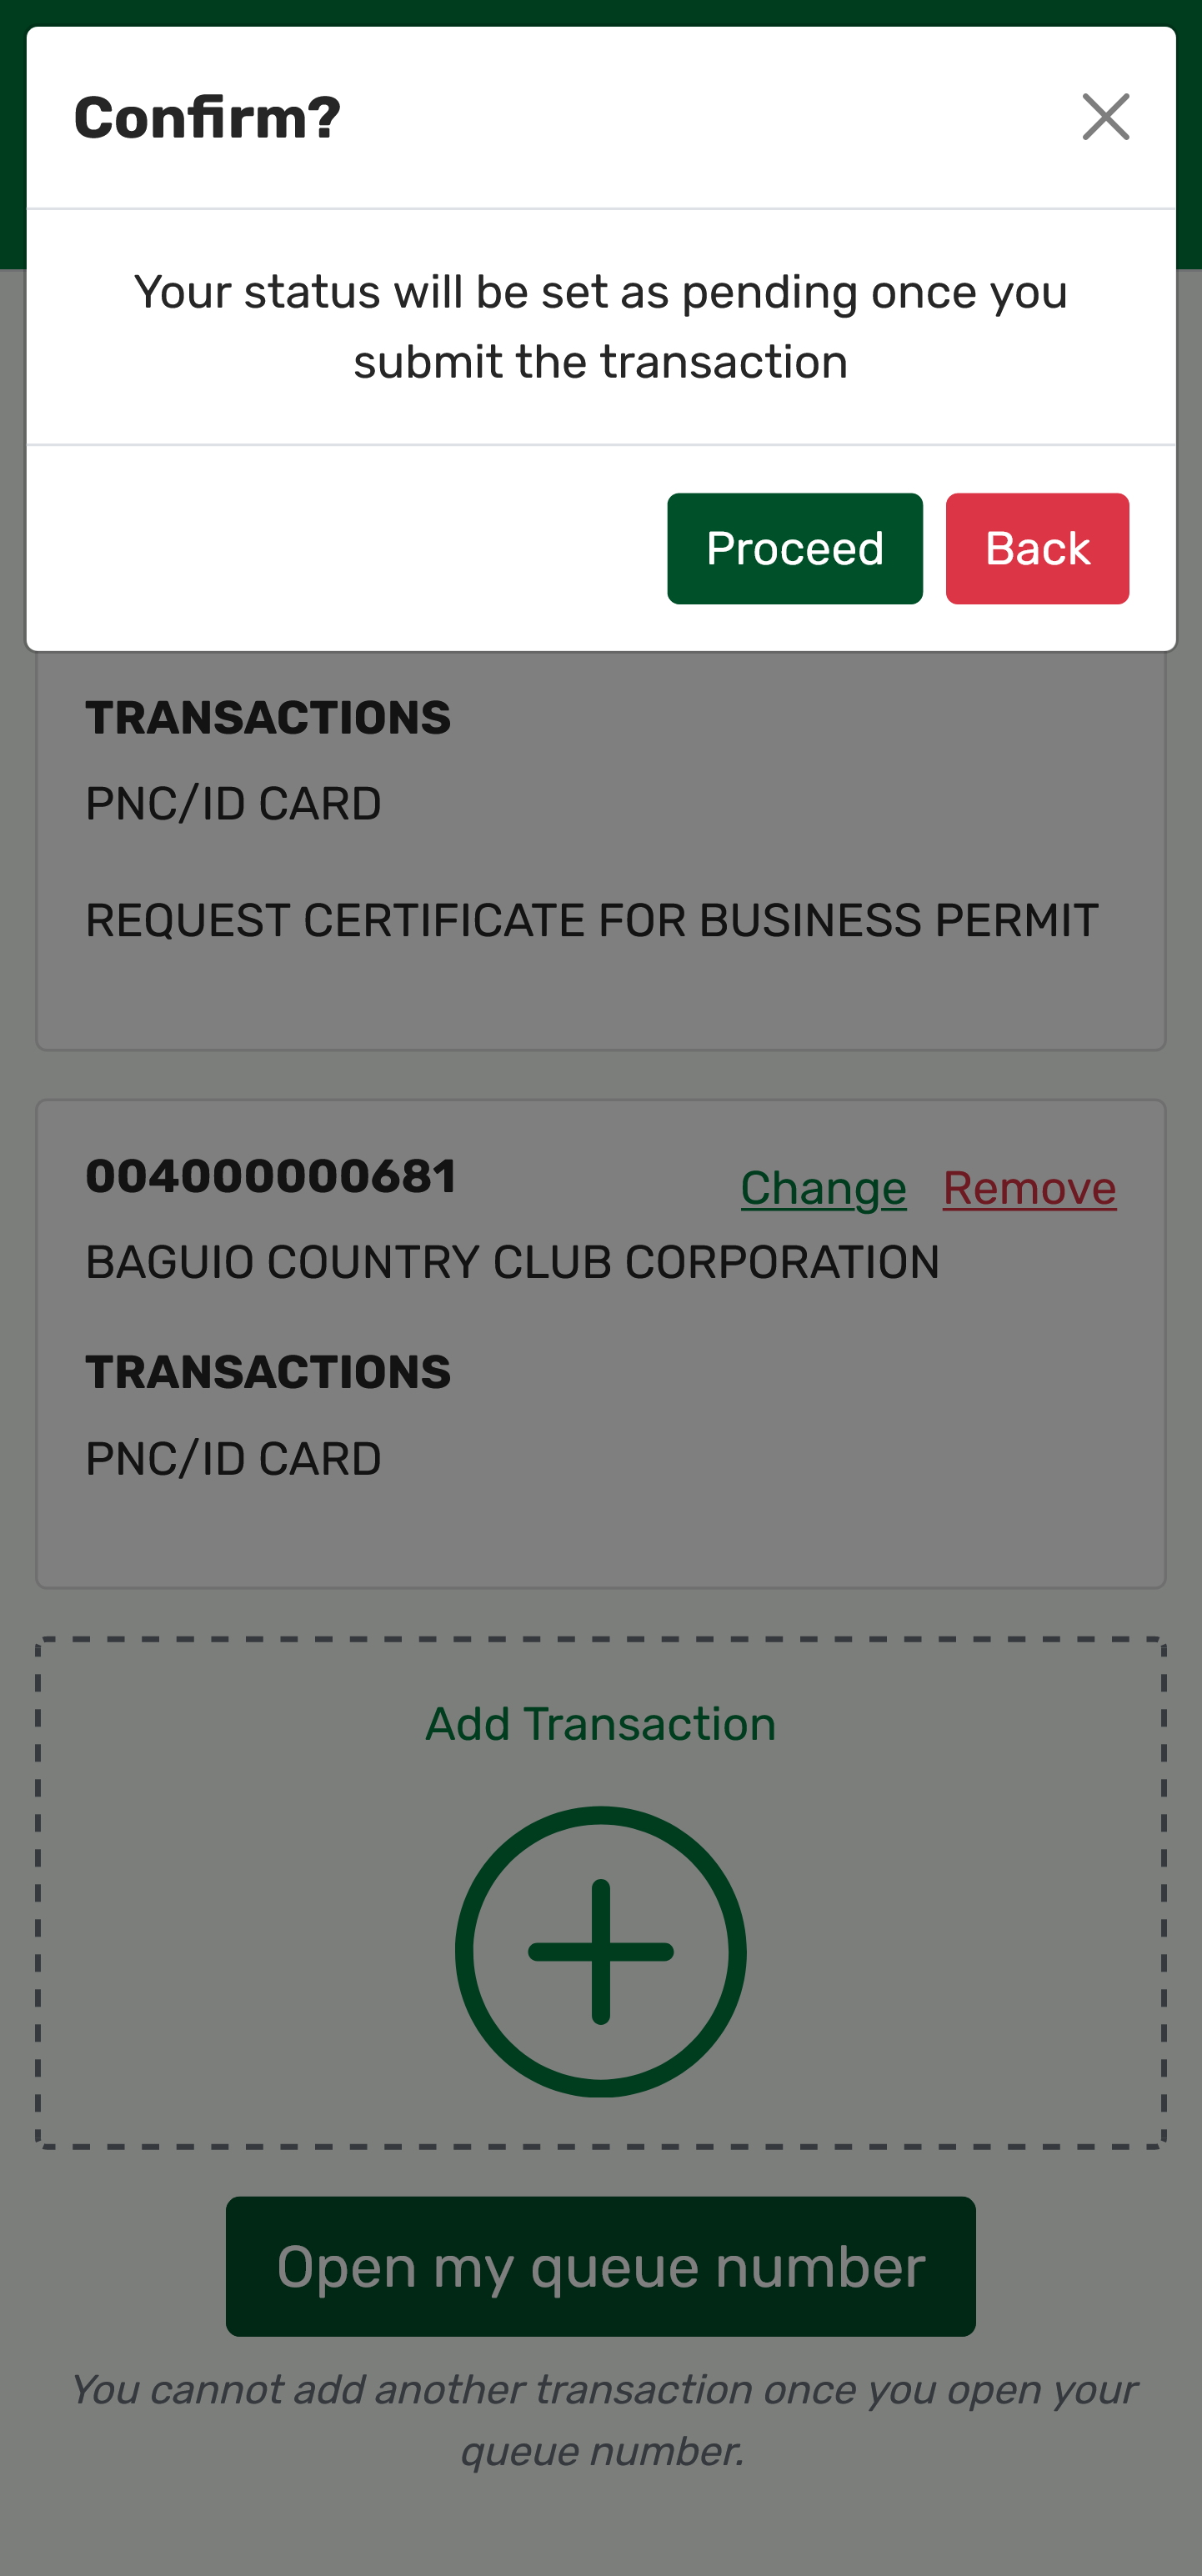 Confirm?
Your status will be set as pending once you
submit the transaction
Proceed Back
TRANSACTIONS
PNC/ID CARD
REQUEST CERTIFICATE FOR BUSINESS PERMIT
004000000681 Change Remove
BAGUIO COUNTRY CLUB CORPORATION
TRANSACTIONS
PNC/ID CARD
Add Transaction
Open my queue number
You cannot add another transaction once you open your
queue number.